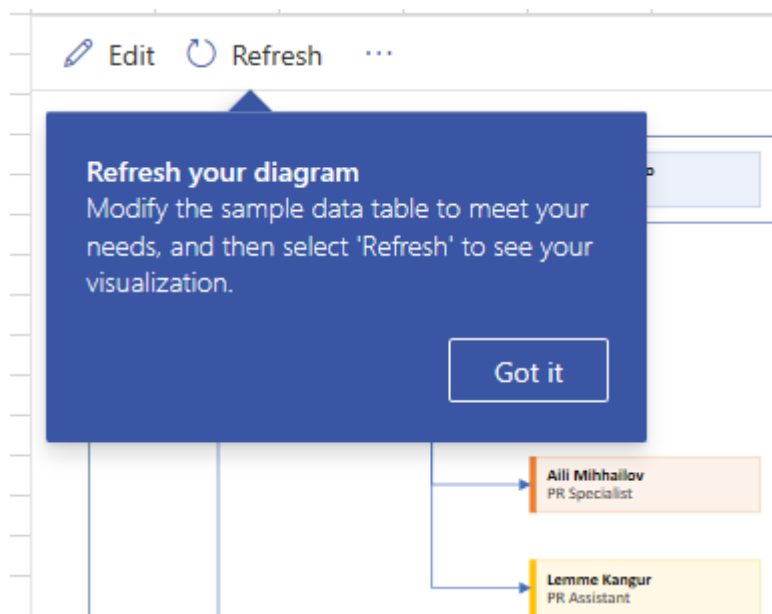 Edit Refresh ...
Refresh your diagram
Modify the sample data table to meet your
needs, and then select 'Refresh' to see your
visualization.
Got it
Aili Mihhailov
PR Specialist
Lemme Kangur
PR Assistant